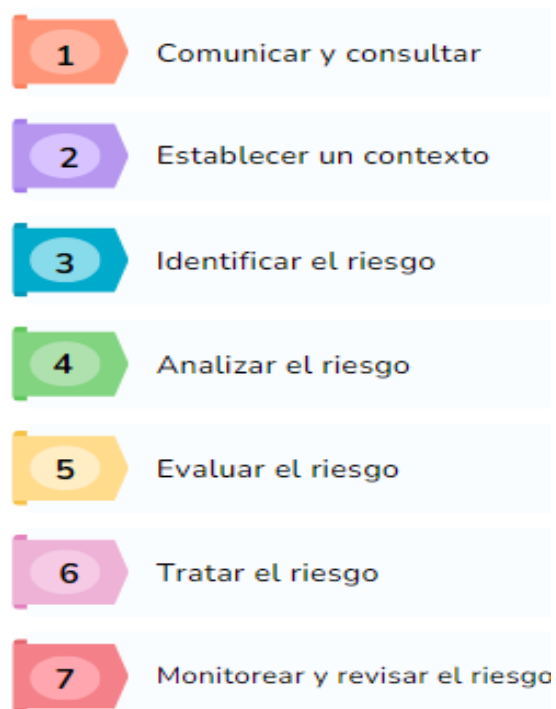 1 Comunicar y consultar
2 Establecer un contexto
3 Identificar el riesgo
4 Analizar el riesgo
5 Evaluar el riesgo
6 Tratar el riesgo
7 Monitorear y revisar el riesgo